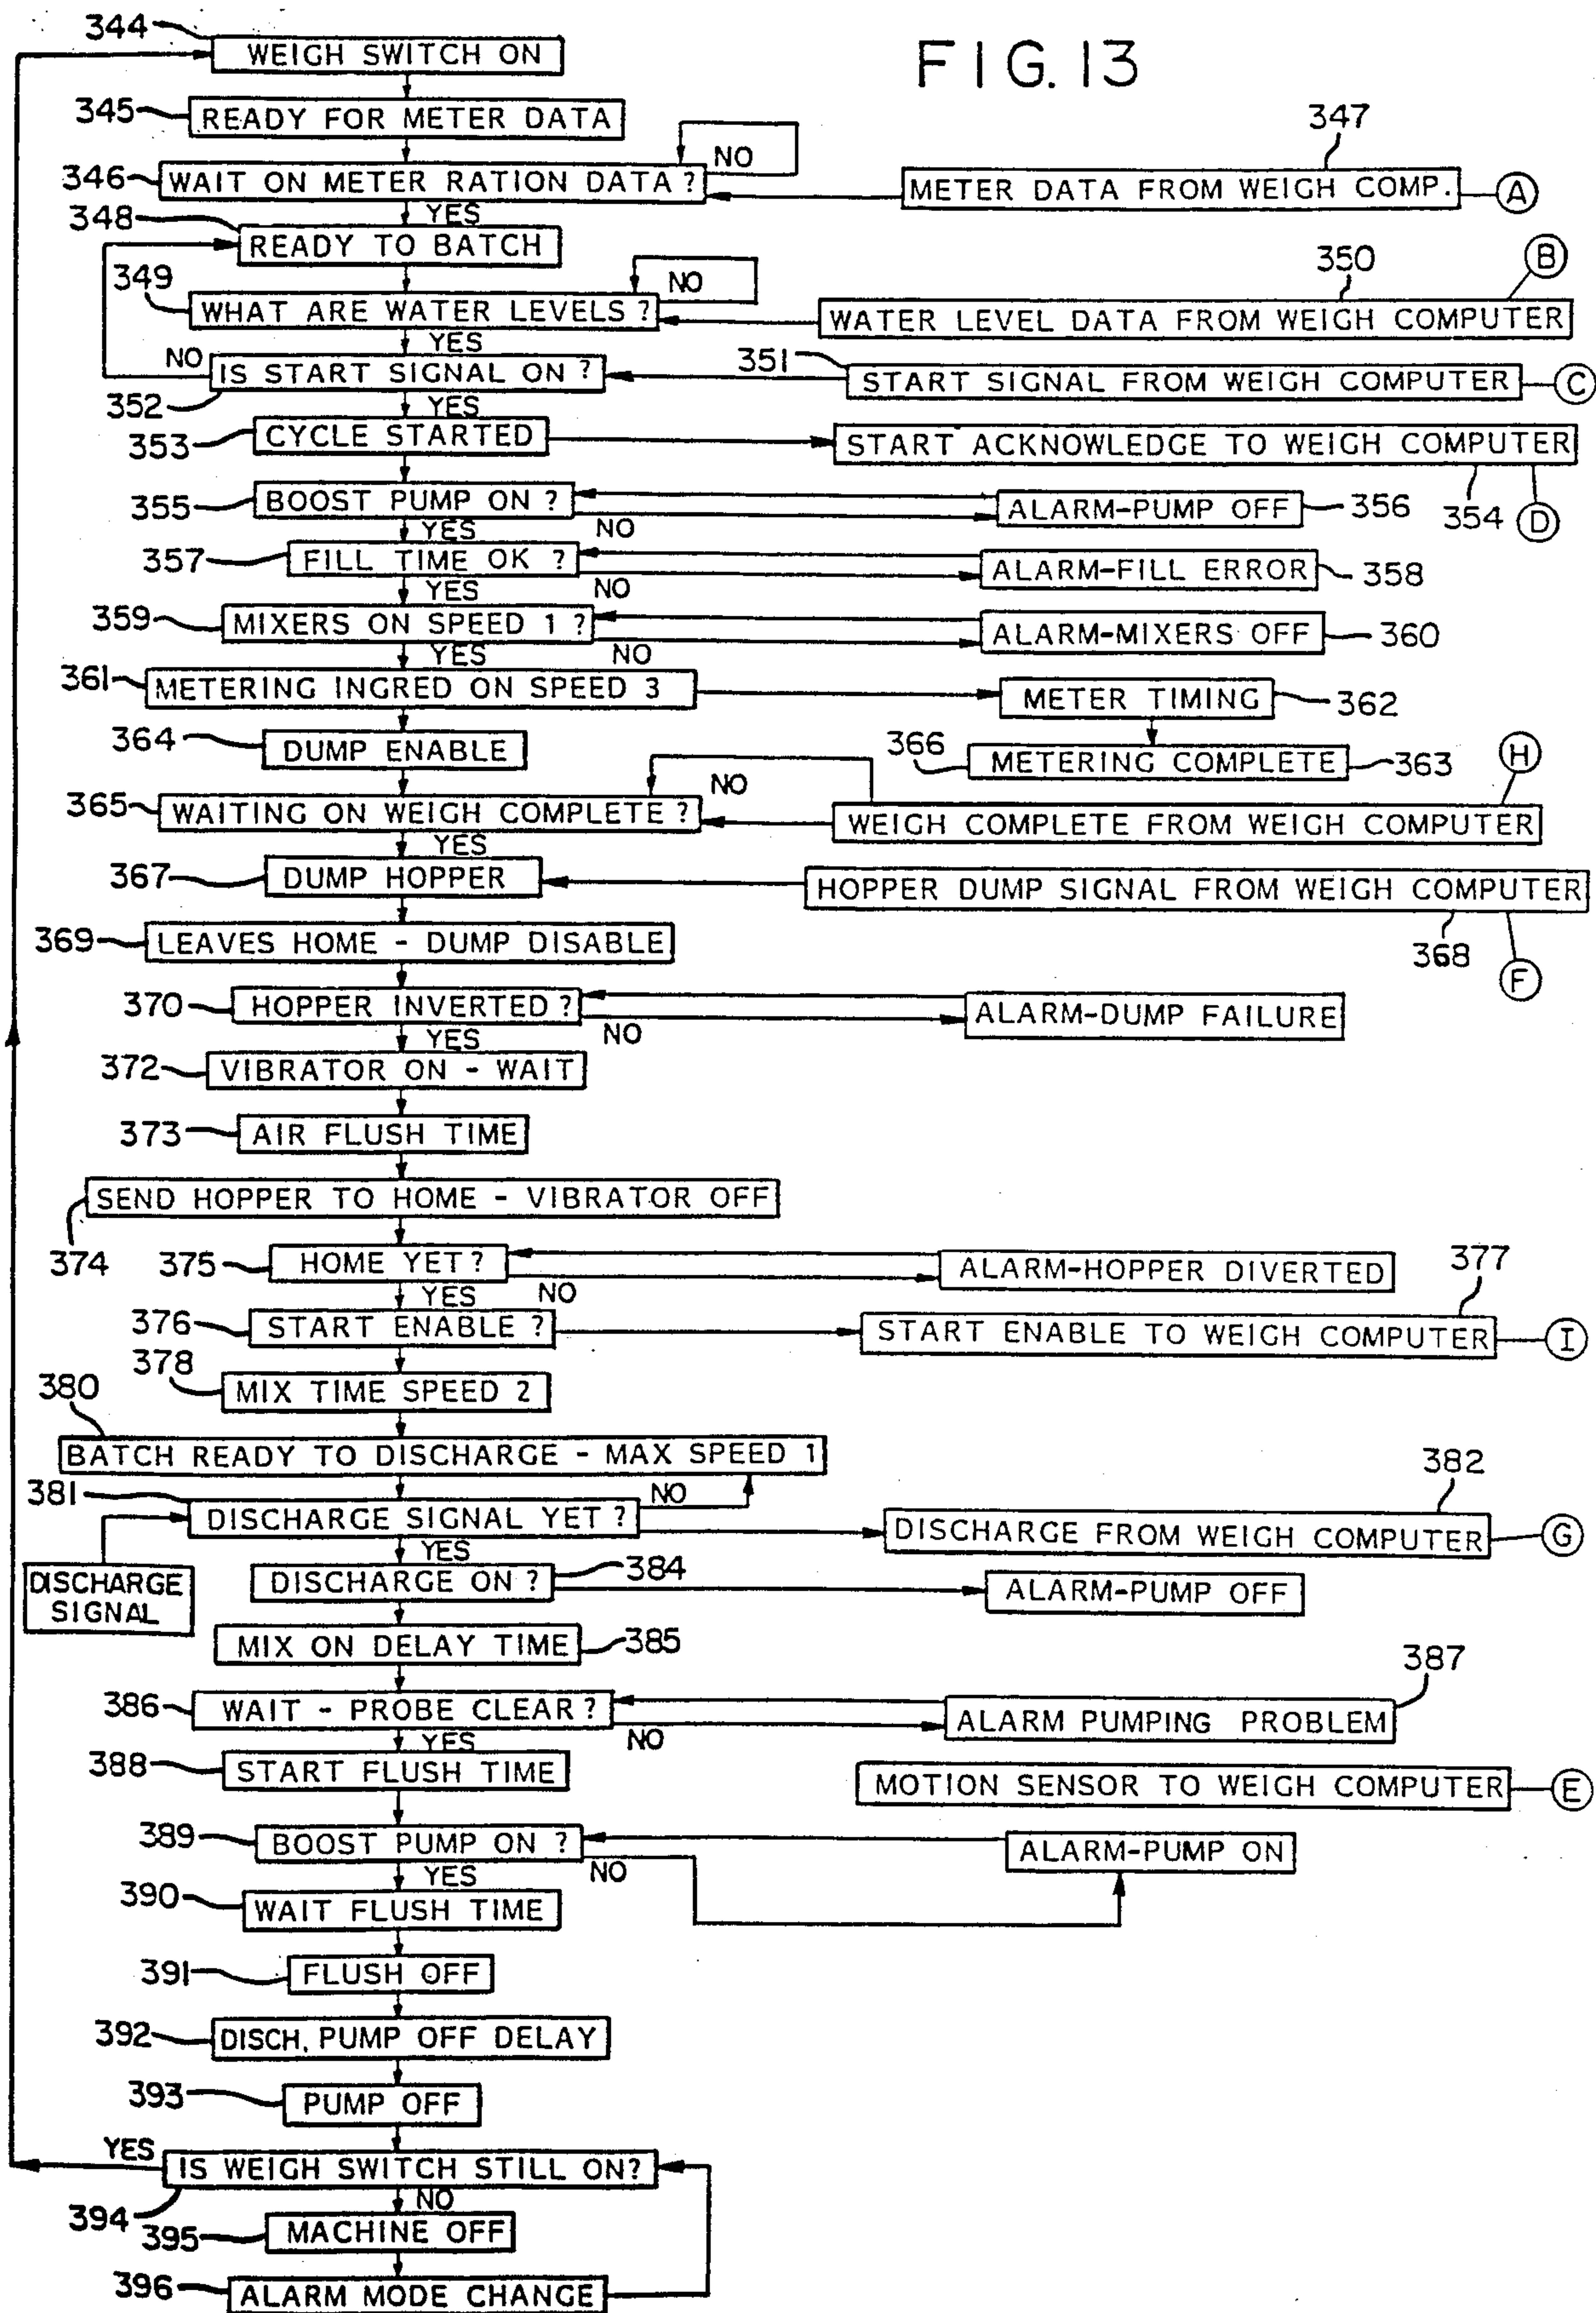 FIG. 13
344 WEIGH SWITCH ON
345 READY FOR METER DATA
346 WAIT ON METER RATION DATA ? NO
347 METER DATA FROM WEIGH COMP. A
YES
348 READY TO BATCH
349 WHAT ARE WATER LEVELS ? NO
350 WATER LEVEL DATA FROM WEIGH COMPUTER B
YES
NO IS START SIGNAL ON ? 352
351 START SIGNAL FROM WEIGH COMPUTER C
YES
353 CYCLE STARTED
START ACKNOWLEDGE TO WEIGH COMPUTER 354 D
355 BOOST PUMP ON ?
ALARM-PUMP OFF 356
YES NO
357 FILL TIME OK ?
ALARM-FILL ERROR 358
YES NO
359 MIXERS ON SPEED 1 ?
ALARM-MIXERS OFF 360
YES NO
361 METERING INGRED ON SPEED 3
METER TIMING 362
364 DUMP ENABLE
366 METERING COMPLETE 363
365 WAITING ON WEIGH COMPLETE ? NO
WEIGH COMPLETE FROM WEIGH COMPUTER H
YES
367 DUMP HOPPER
HOPPER DUMP SIGNAL FROM WEIGH COMPUTER 368 F
369 LEAVES HOME - DUMP DISABLE
370 HOPPER INVERTED ?
ALARM-DUMP FAILURE
YES NO
372 VIBRATOR ON - WAIT
373 AIR FLUSH TIME
374 SEND HOPPER TO HOME - VIBRATOR OFF
375 HOME YET ?
ALARM-HOPPER DIVERTED
YES NO
376 START ENABLE ?
377 START ENABLE TO WEIGH COMPUTER I
378 MIX TIME SPEED 2
380 BATCH READY TO DISCHARGE - MAX SPEED 1
381 DISCHARGE SIGNAL YET ? NO
382 DISCHARGE FROM WEIGH COMPUTER G
YES
DISCHARGE
SIGNAL
DISCHARGE ON ? 384
ALARM-PUMP OFF
MIX ON DELAY TIME 385
386 WAIT - PROBE CLEAR ?
387 ALARM PUMPING PROBLEM
YES NO
388 START FLUSH TIME
MOTION SENSOR TO WEIGH COMPUTER E
389 BOOST PUMP ON ?
ALARM-PUMP ON
YES NO
390 WAIT FLUSH TIME
391 FLUSH OFF
392 DISCH. PUMP OFF DELAY
393 PUMP OFF
YES IS WEIGH SWITCH STILL ON? 394
NO
395 MACHINE OFF
396 ALARM MODE CHANGE